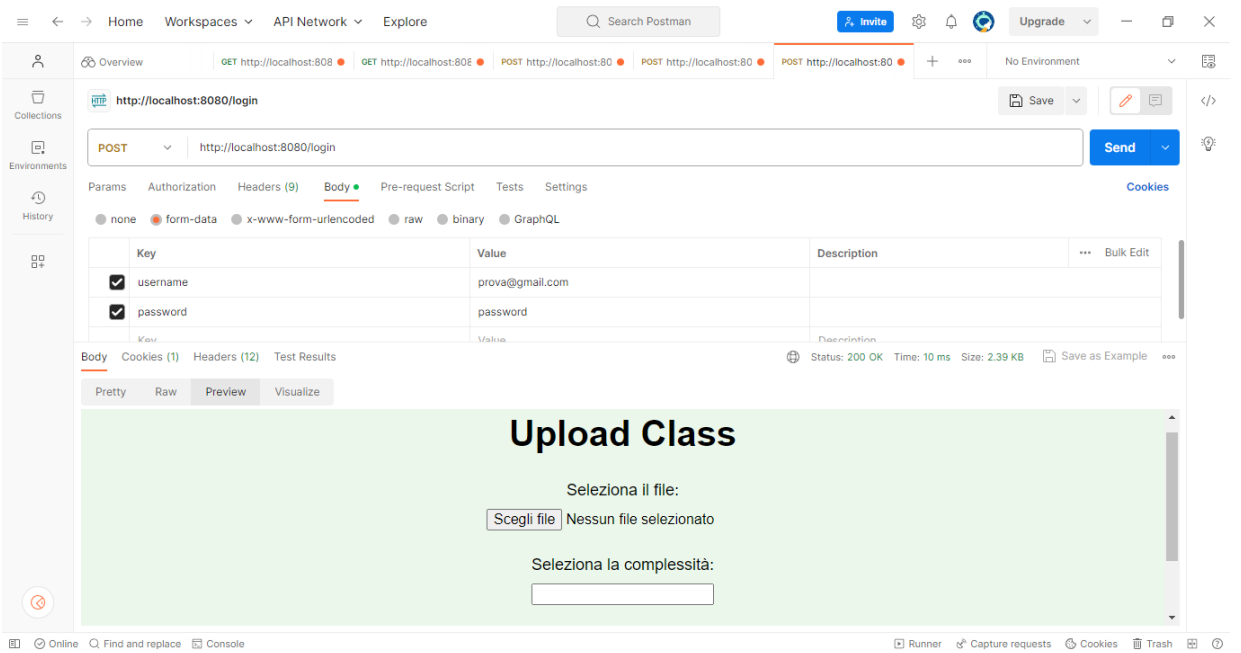 Home Workspaces API Network Explore Search Postman Invite Upgrade
Overview GET http://localhost:808 GET http://localhost:808 POST http://localhost:80 POST http://localhost:80 POST http://localhost:80 No Environment
Collections
Environments
History
HTTP http://localhost:8080/login Save
POST http://localhost:8080/login Send
Params Authorization Headers (9) Body Pre-request Script Tests Settings Cookies
none form-data x-www-form-urlencoded raw binary GraphQL
Key Value Description Bulk Edit
username prova@gmail.com
password password
Key Value Description
Body Cookies (1) Headers (12) Test Results Status: 200 OK Time: 10 ms Size: 2.39 KB Save as Example
Pretty Raw Preview Visualize
Upload Class
Seleziona il file:
Scegli file Nessun file selezionato
Seleziona la complessità:
Online Find and replace Console Runner Capture requests Cookies Trash